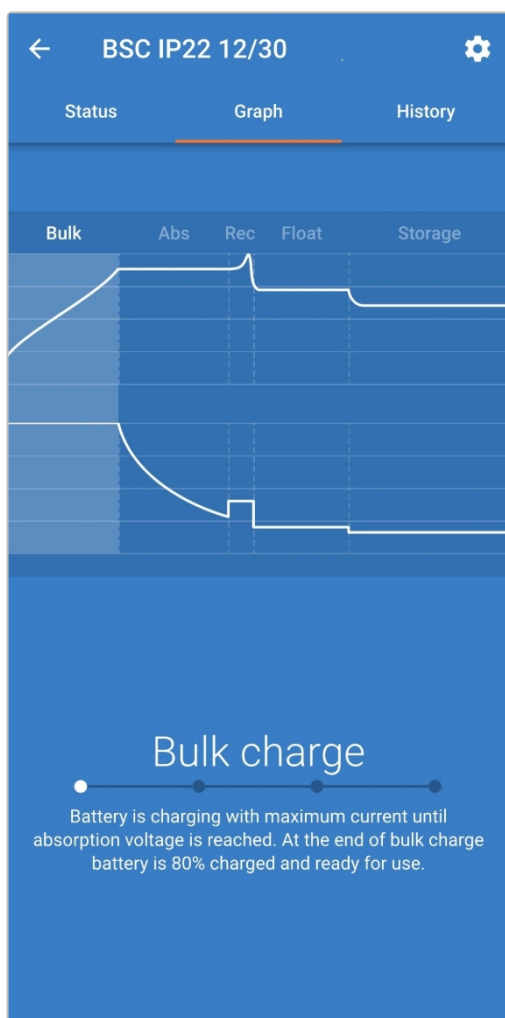 BSC IP22 12/30
Status Graph History
Bulk Abs Rec Float Storage
Bulk charge
Battery is charging with maximum current until
absorption voltage is reached. At the end of bulk charge
battery is 80% charged and ready for use.